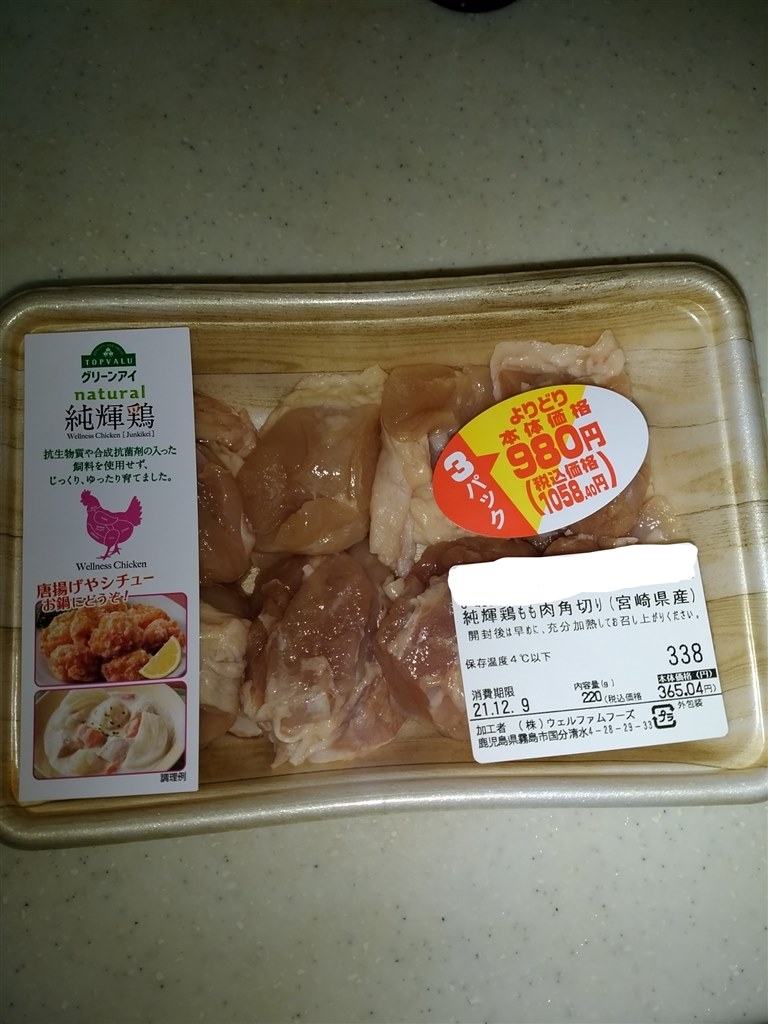 TOPVALU
グリーンアイ
natural
純輝鶏
Wellness Chicken [Junkikei]
抗生物質や合成抗菌剤の入った
飼料を使用せず、
じっくり、ゆったり育てました。
Wellness Chicken
唐揚げやシチュー
お鍋にどうぞ!
調理例
3パック
よりどり
本体価格
980円
(税込価格
1058.40円)
純輝鶏もも肉角切り(宮崎県産)
開封後は早めに、充分加熱してお召し上がりください。
保存温度4℃以下
338
消費期限
内容量(g)
本体価格(円)
21.12. 9
220
(税込価格
365.04円)
加工者 (株)ウェルファムフーズ
プラ
外包装
鹿児島県霧島市国分清水4-28-29-33